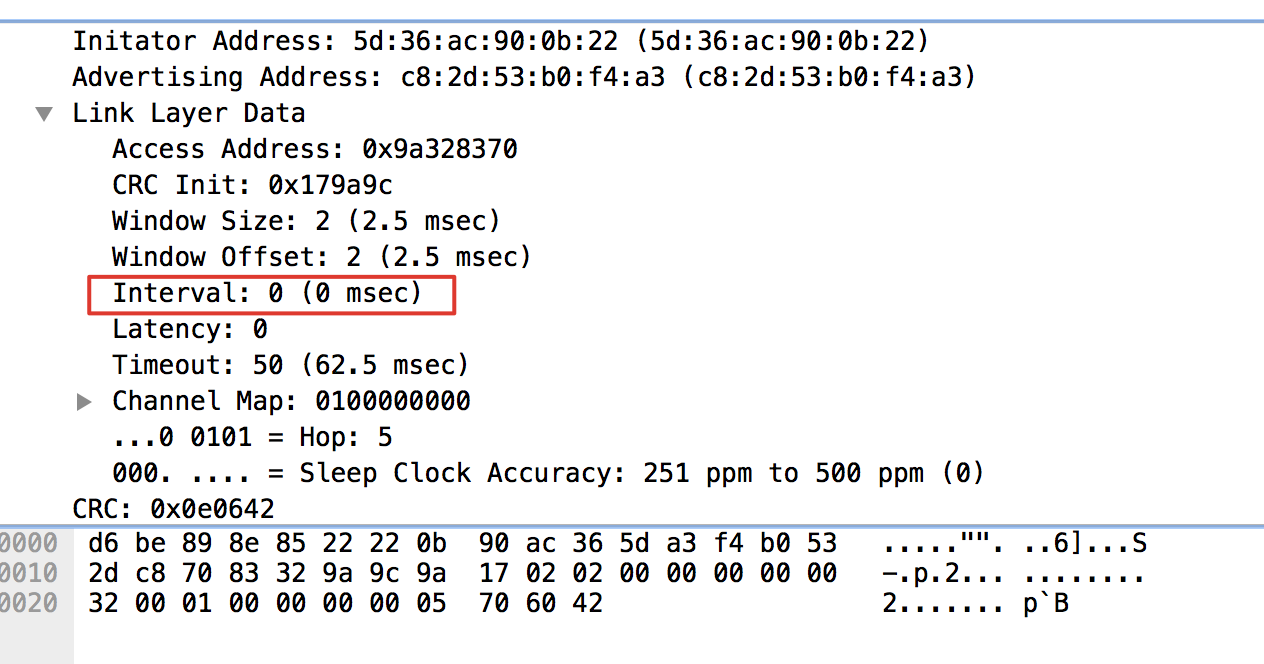 Initator Address: 5d:36:ac:90:0b:22 (5d:36:ac:90:0b:22)
Advertising Address: c8:2d:53:b0:f4:a3 (c8:2d:53:b0:f4:a3)
Link Layer Data
Access Address: 0x9a328370
CRC Init: 0x179a9c
Window Size: 2 (2.5 msec)
Window Offset: 2 (2.5 msec)
Interval: 0 (0 msec)
Latency: 0
Timeout: 50 (62.5 msec)
Channel Map: 0100000000
...0 0101 = Hop: 5
000. .... = Sleep Clock Accuracy: 251 ppm to 500 ppm (0)
CRC: 0x0e0642
0000 d6 be 89 8e 85 22 22 0b 90 ac 36 5d a3 f4 b0 53 ....."". ..6]...S
0010 2d c8 70 83 32 9a 9c 9a 17 02 02 00 00 00 00 00 -.p.2... ........
0020 32 00 01 00 00 00 00 05 70 60 42 2....... p`B